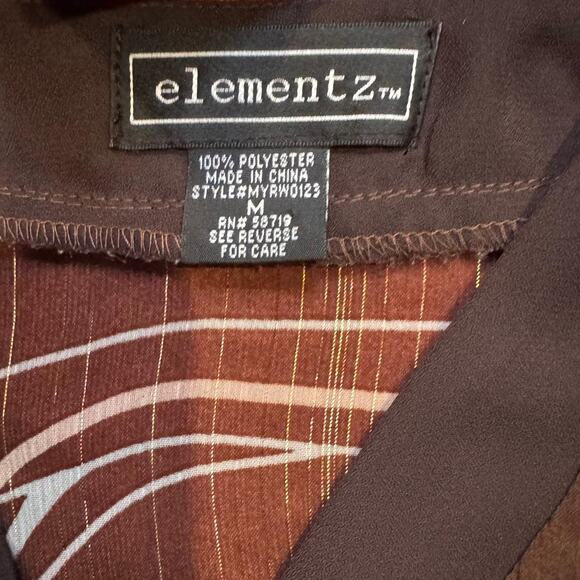 elementz™
100% POLYESTER
MADE IN CHINA
STYLE#MYRW0123
M
RN# 58719
SEE REVERSE
FOR CARE